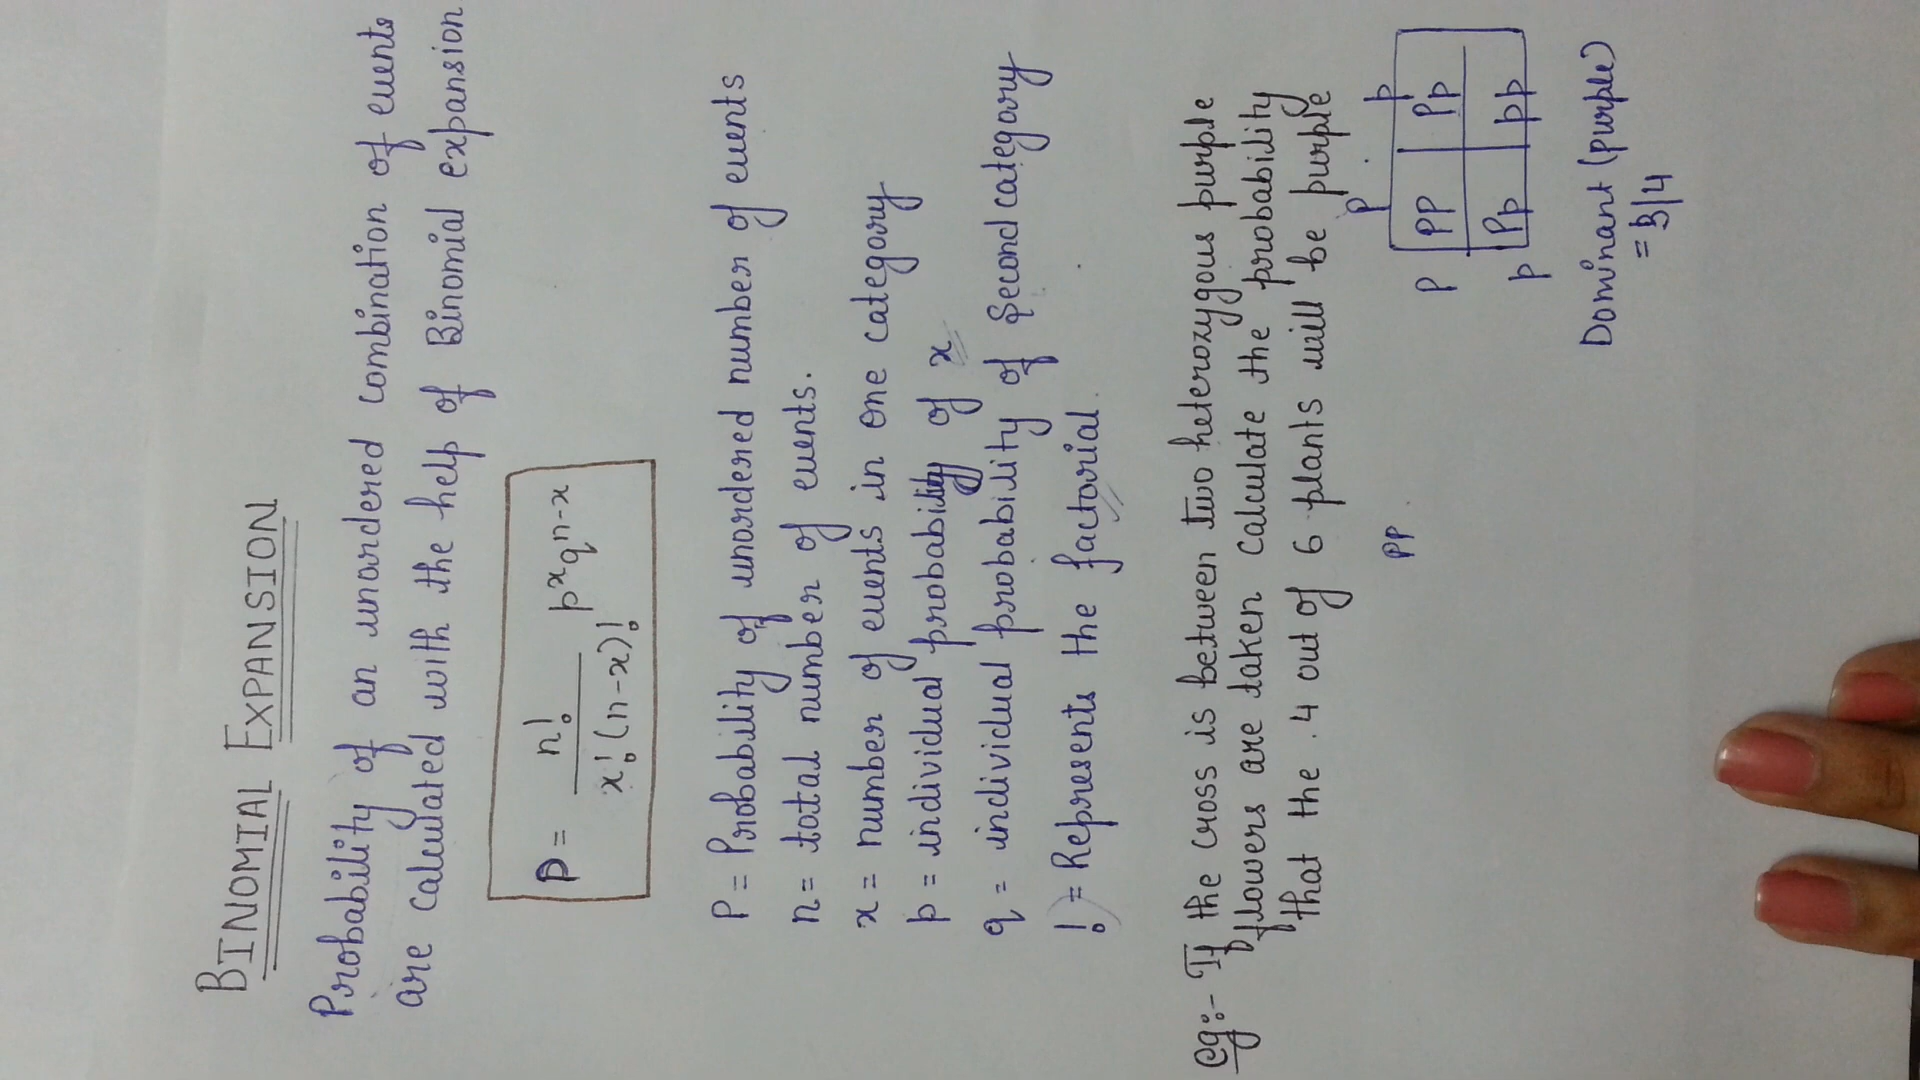 BINOMIAL EXPANSION
Probability of an unordered combination of events
are calculated with the help of Binomial expansion
P = n! / x!(n-x)! p^x q^n-x
P = Probability of unordered number of events
n = total number of events.
x = number of events in one category
p = individual probability of x
q = individual probability of second category
! = Represents the factorial.
eg:- If the cross is between two heterozygous purple
flowers are taken calculate the probability
that the 4 out of 6 plants will be purple
P p
P PP Pp
p Pp pp
PP
Dominant (purple)
= 3/4